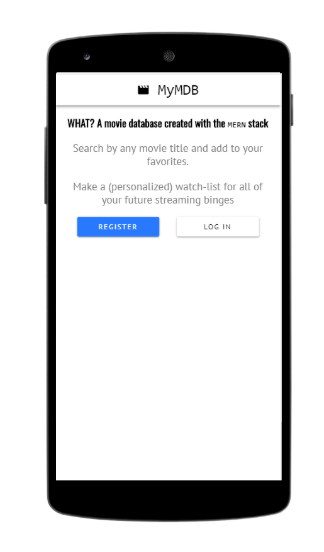 MyMDB
WHAT? A movie database created with the MERN stack
Search by any movie title and add to your
favorites.
Make a (personalized) watch-list for all of
your future streaming binges
REGISTER
LOG IN